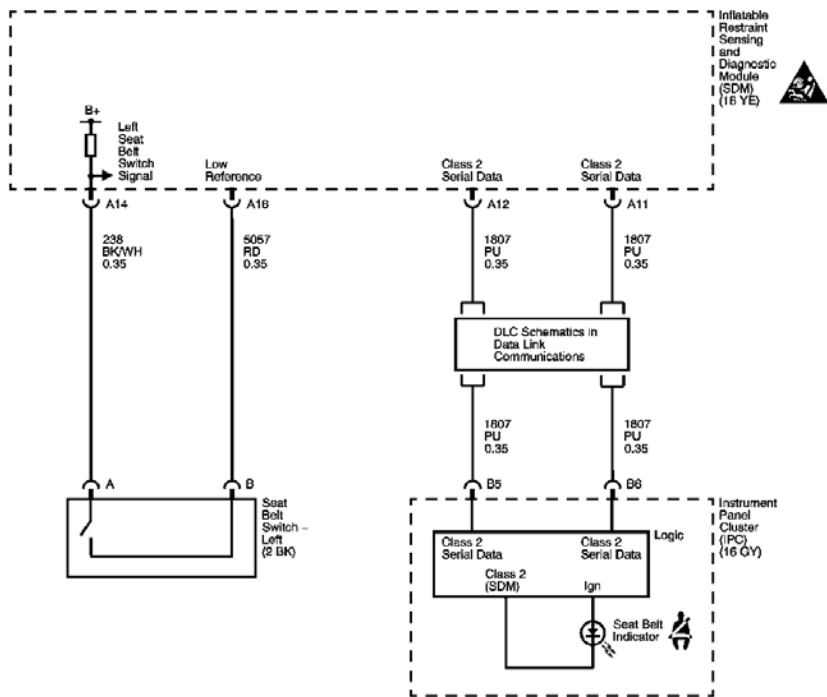 Inflatable
Restraint
Sensing
and
Diagnostic
Module
(SDM)
(16 YE)
B+
Left
Seat
Belt
Switch
Signal
Low
Reference
Class 2
Serial Data
Class 2
Serial Data
A14
A16
A12
A11
238
BK/WH
0.35
5057
RD
0.35
1807
PU
0.35
1807
PU
0.35
DLC Schematics in
Data Link
Communications
1807
PU
0.35
1807
PU
0.35
A
B
B5
B6
Seat
Belt
Switch –
Left
(2 BK)
Instrument
Panel
Cluster
(IPC)
(16 GY)
Logic
Class 2
Serial Data
Class 2
Serial Data
Class 2
(SDM)
Ign
Seat Belt
Indicator